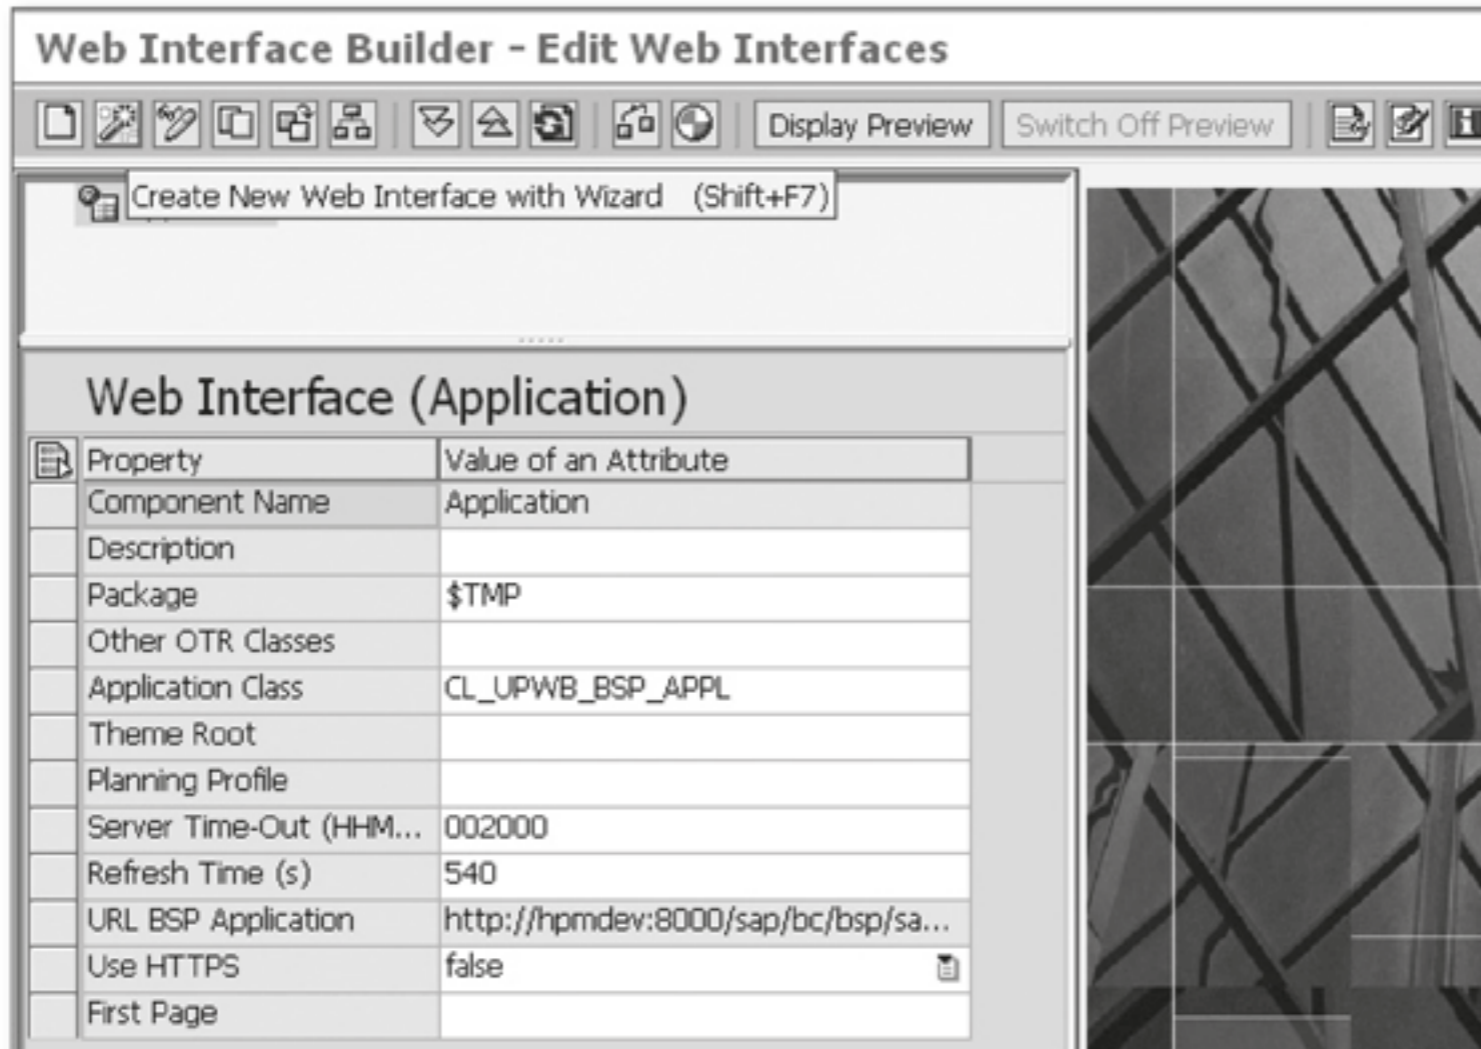 Web Interface Builder - Edit Web Interfaces
Display Preview Switch Off Preview
Create New Web Interface with Wizard (Shift+F7)
Web Interface (Application)
Property Value of an Attribute
Component Name Application
Description
Package $TMP
Other OTR Classes
Application Class CL_UPWB_BSP_APPL
Theme Root
Planning Profile
Server Time-Out (HHM... 002000
Refresh Time (s) 540
URL BSP Application http://hpmdev:8000/sap/bc/bsp/sa...
Use HTTPS false
First Page